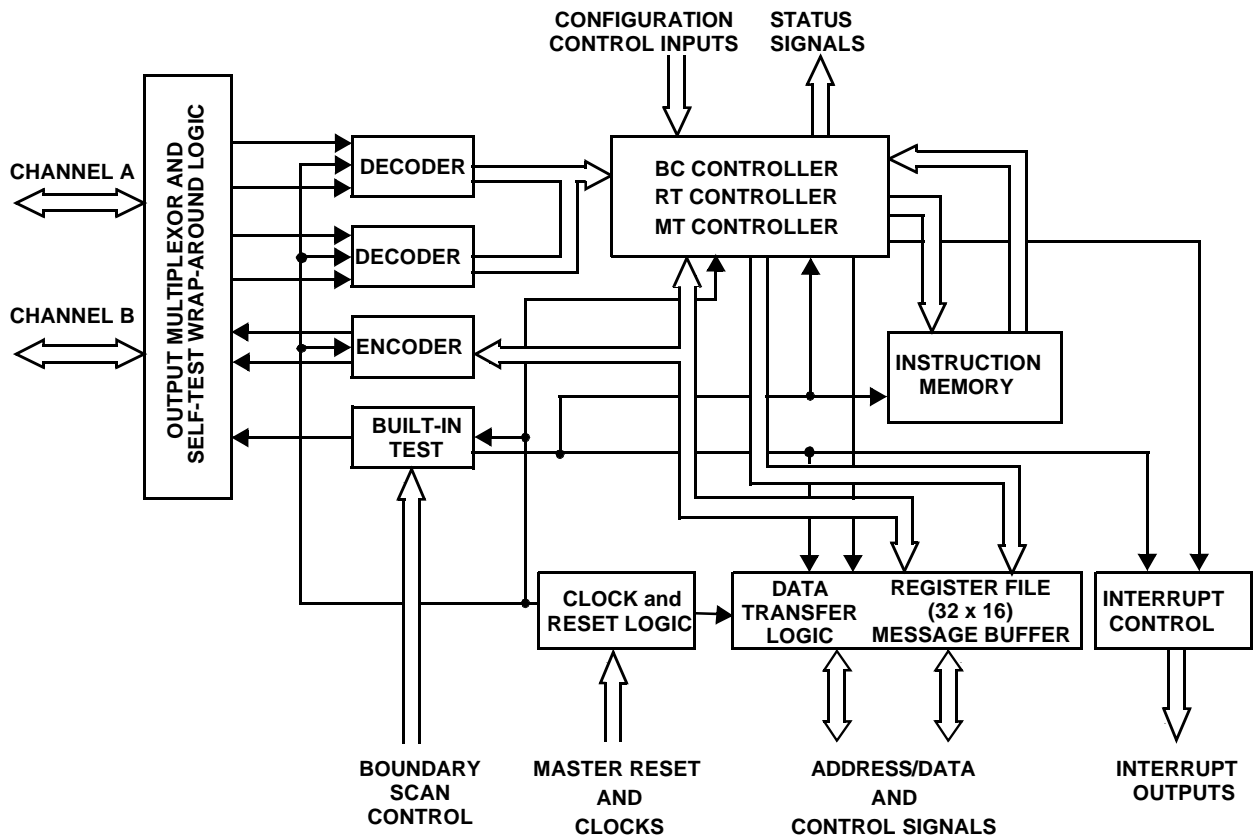 CONFIGURATION
CONTROL INPUTS
STATUS
SIGNALS
OUTPUT MULTIPLEXOR AND
SELF-TEST WRAP-AROUND LOGIC
CHANNEL A
CHANNEL B
DECODER
DECODER
ENCODER
BUILT-IN
TEST
BC CONTROLLER
RT CONTROLLER
MT CONTROLLER
INSTRUCTION
MEMORY
CLOCK and
RESET LOGIC
DATA
TRANSFER
LOGIC
REGISTER FILE
(32 x 16)
MESSAGE BUFFER
INTERRUPT
CONTROL
BOUNDARY
SCAN
CONTROL
MASTER RESET
AND
CLOCKS
ADDRESS/DATA
AND
CONTROL SIGNALS
INTERRUPT
OUTPUTS